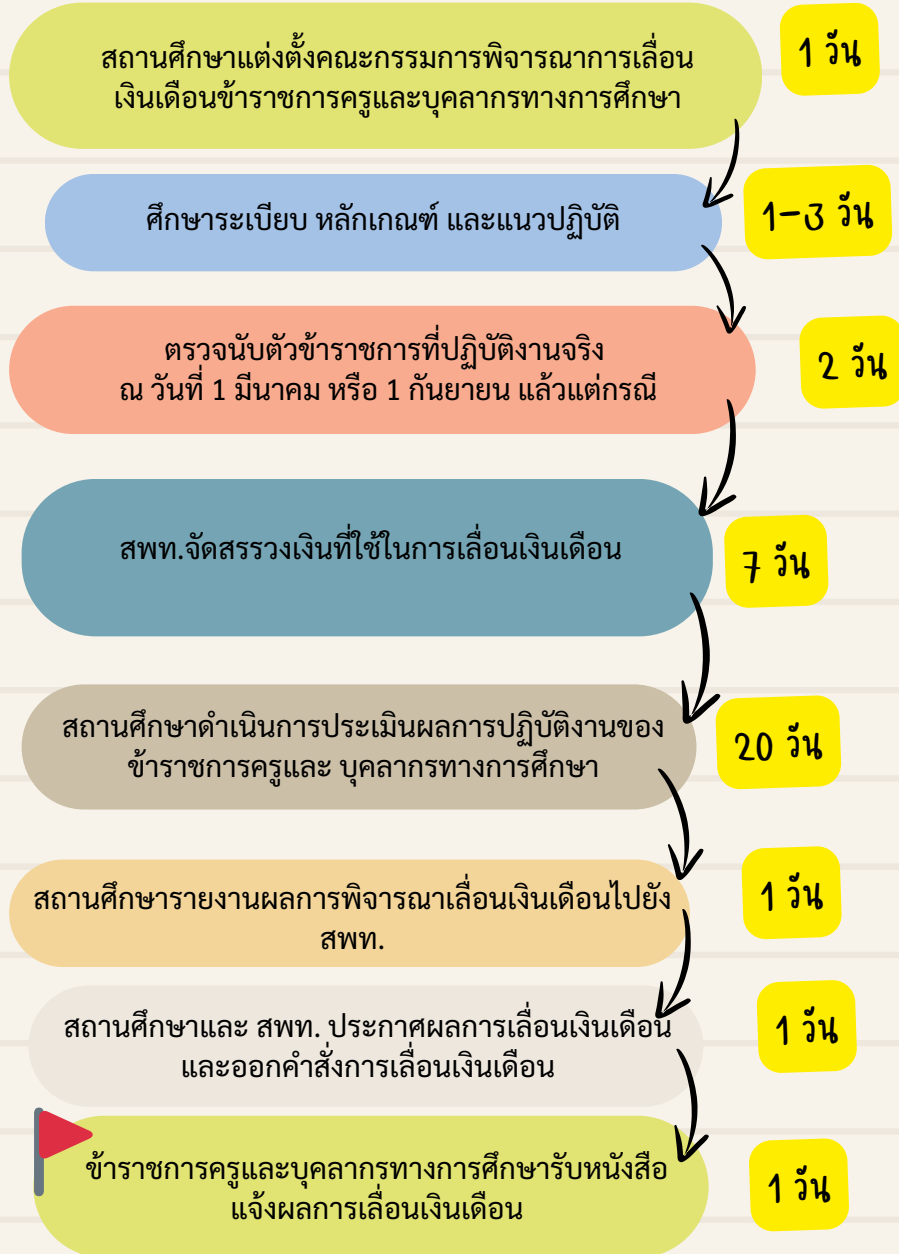 สถานศึกษาแต่งตั้งคณะกรรมการพิจารณาการเลื่อน
เงินเดือนข้าราชการครูและบุคลากรทางการศึกษา
1 วัน
ศึกษาระเบียบ หลักเกณฑ์ และแนวปฏิบัติ
1-3 วัน
ตรวจนับตัวข้าราชการที่ปฏิบัติงานจริง
ณ วันที่ 1 มีนาคม หรือ 1 กันยายน แล้วแต่กรณี
2 วัน
สพท.จัดสรรวงเงินที่ใช้ในการเลื่อนเงินเดือน
7 วัน
สถานศึกษาดำเนินการประเมินผลการปฏิบัติงานของ
ข้าราชการครูและ บุคลากรทางการศึกษา
20 วัน
สถานศึกษารายงานผลการพิจารณาเลื่อนเงินเดือนไปยัง
สพท.
1 วัน
สถานศึกษาและ สพท. ประกาศผลการเลื่อนเงินเดือน
และออกคำสั่งการเลื่อนเงินเดือน
1 วัน
ข้าราชการครูและบุคลากรทางการศึกษารับหนังสือ
แจ้งผลการเลื่อนเงินเดือน
1 วัน